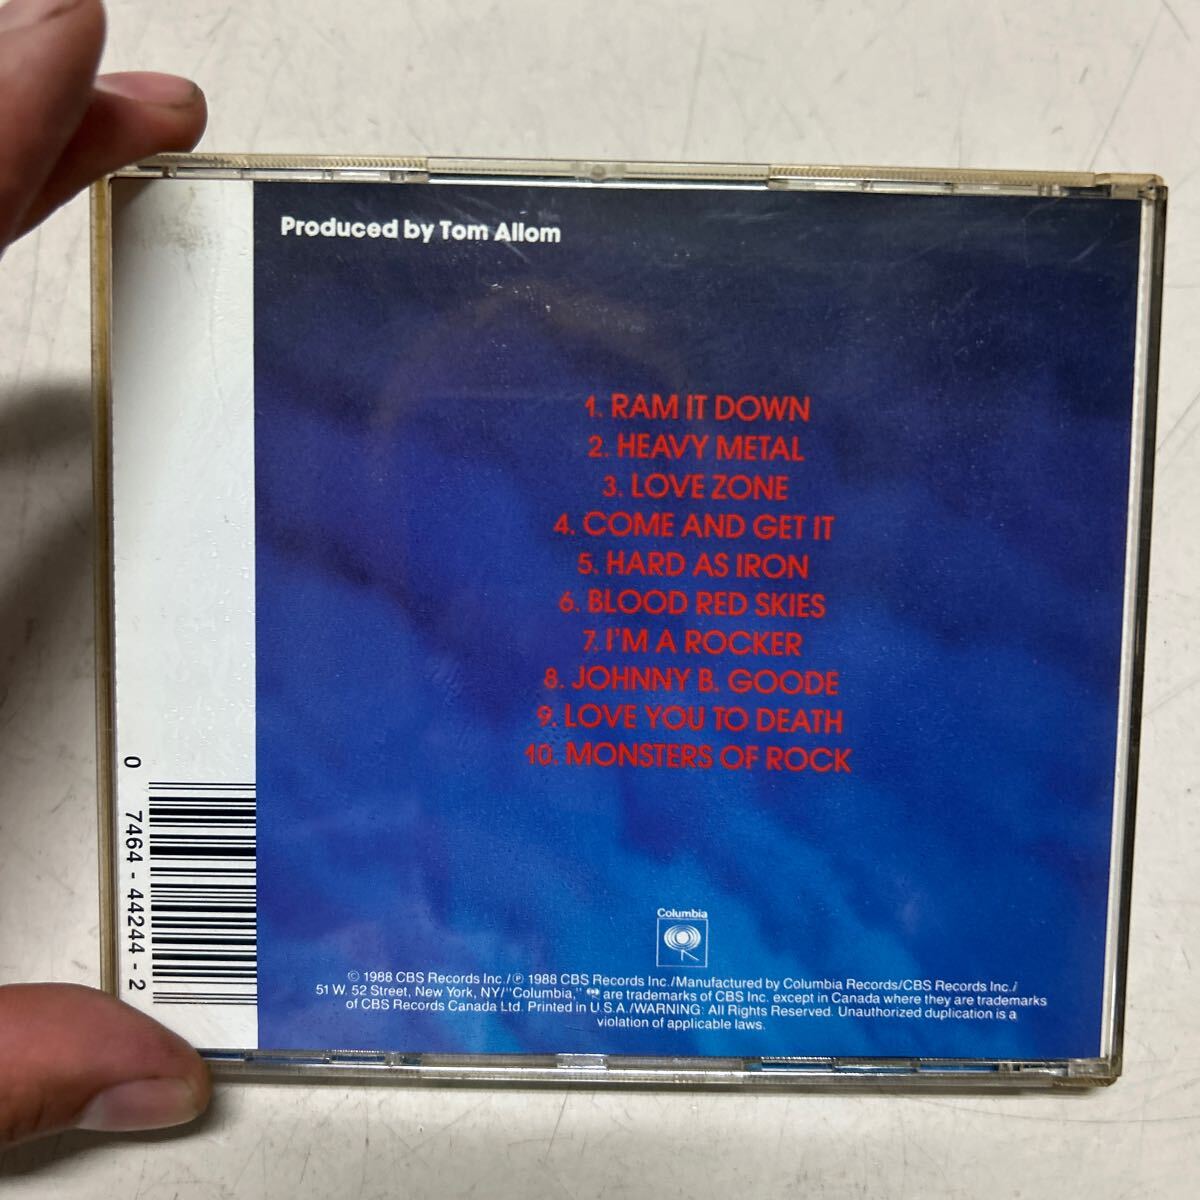 Produced by Tom Allom
1. RAM IT DOWN
2. HEAVY METAL
3. LOVE ZONE
4. COME AND GET IT
5. HARD AS IRON
6. BLOOD RED SKIES
7. I'M A ROCKER
8. JOHNNY B. GOODE
9. LOVE YOU TO DEATH
10. MONSTERS OF ROCK
0 7464-44244-2
Columbia
© 1988 CBS Records Inc./℗ 1988 CBS Records Inc./Manufactured by Columbia Records/CBS Records Inc./
51 W. 52 Street, New York, NY/"Columbia," are trademarks of CBS Inc. except in Canada where they are trademarks
of CBS Records Canada Ltd. Printed in U.S.A./WARNING: All Rights Reserved. Unauthorized duplication is a
violation of applicable laws.